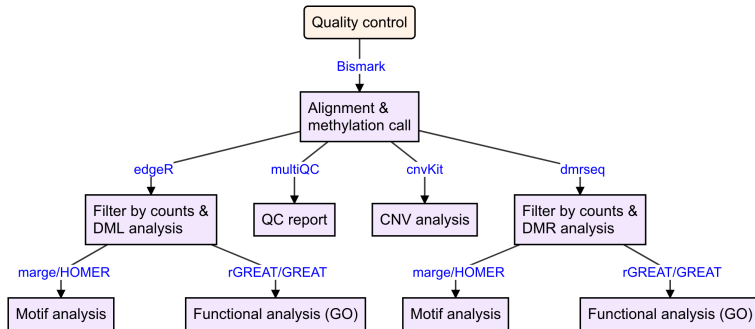 Quality control
Bismark
Alignment &
methylation call
edgeR
multiQC
cnvKit
dmrseq
Filter by counts &
DML analysis
QC report
CNV analysis
Filter by counts &
DMR analysis
marge/HOMER
rGREAT/GREAT
marge/HOMER
rGREAT/GREAT
Motif analysis
Functional analysis (GO)
Motif analysis
Functional analysis (GO)